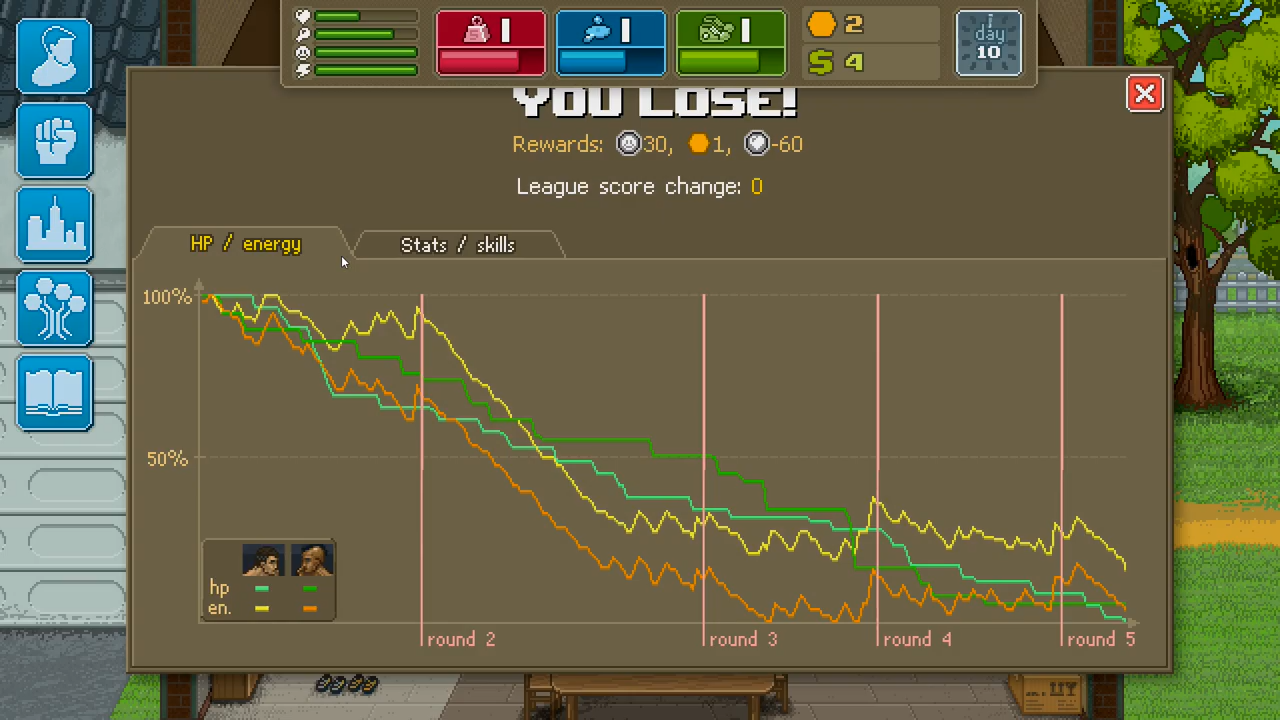 1
1
1
2
4
day
10
YOU LOSE!
Rewards: 30, 1, -60
League score change: 0
HP / energy
Stats / skills
100%
50%
hp
en.
round 2
round 3
round 4
round 5